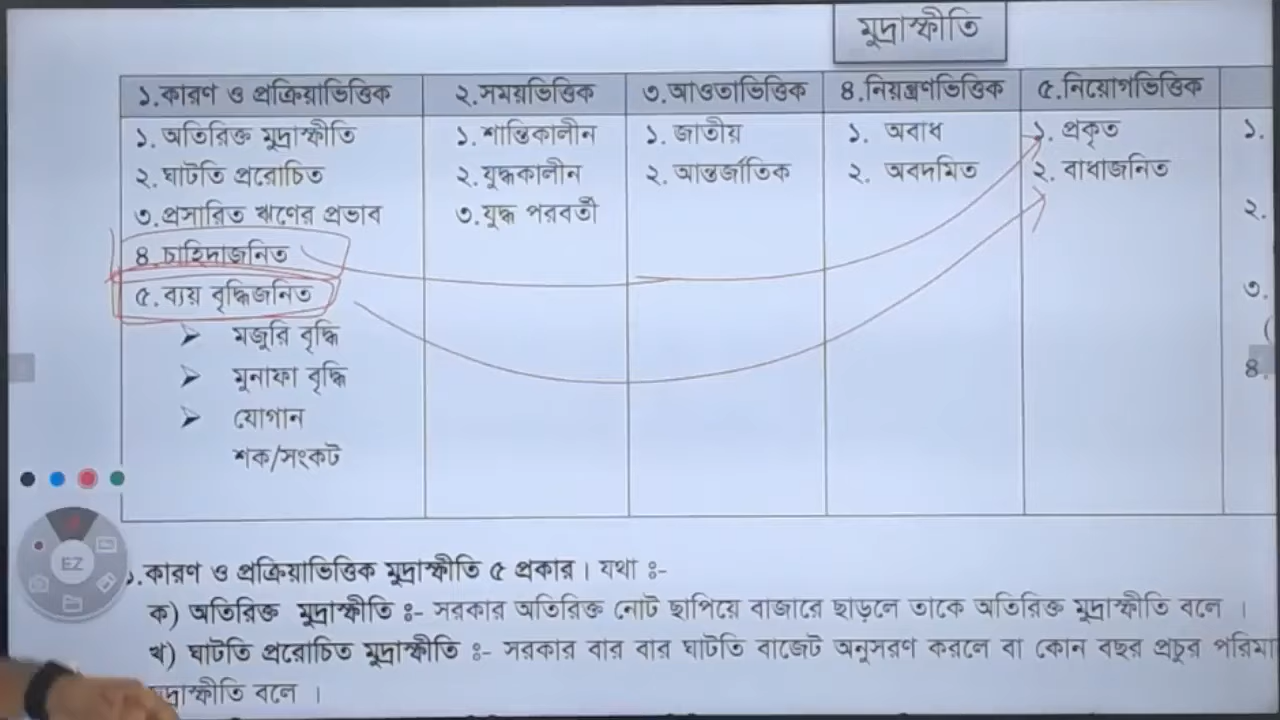 মুদ্রাস্ফীতি
১.কারণ ও প্রক্রিয়াভিত্তিক ২.সময়ভিত্তিক ৩.আওতাভিত্তিক ৪.নিয়ন্ত্রণভিত্তিক ৫.নিয়োগভিত্তিক
১. অতিরিক্ত মুদ্রাস্ফীতি ১.শান্তিকালীন ১. জাতীয় ১. অবাধ ১. প্রকৃত ১.
২. ঘাটতি প্ররোচিত ২.যুদ্ধকালীন ২. আন্তর্জাতিক ২. অবদমিত ২. বাধাজনিত
৩.প্রসারিত ঋণের প্রভাব ৩.যুদ্ধ পরবর্তী ২.
৪.চাহিদাজনিত
৫.ব্যয় বৃদ্ধিজনিত ৩.
➤ মজুরি বৃদ্ধি (
➤ মুনাফা বৃদ্ধি ৪.
➤ যোগান
শক/সংকট
EZ
১.কারণ ও প্রক্রিয়াভিত্তিক মুদ্রাস্ফীতি ৫ প্রকার। যথা ঃ-
ক) অতিরিক্ত মুদ্রাস্ফীতি ঃ- সরকার অতিরিক্ত নোট ছাপিয়ে বাজারে ছাড়লে তাকে অতিরিক্ত মুদ্রাস্ফীতি বলে ।
খ) ঘাটতি প্ররোচিত মুদ্রাস্ফীতি ঃ- সরকার বার বার ঘাটতি বাজেট অনুসরণ করলে বা কোন বছর প্রচুর পরিমা
মুদ্রাস্ফীতি বলে ।